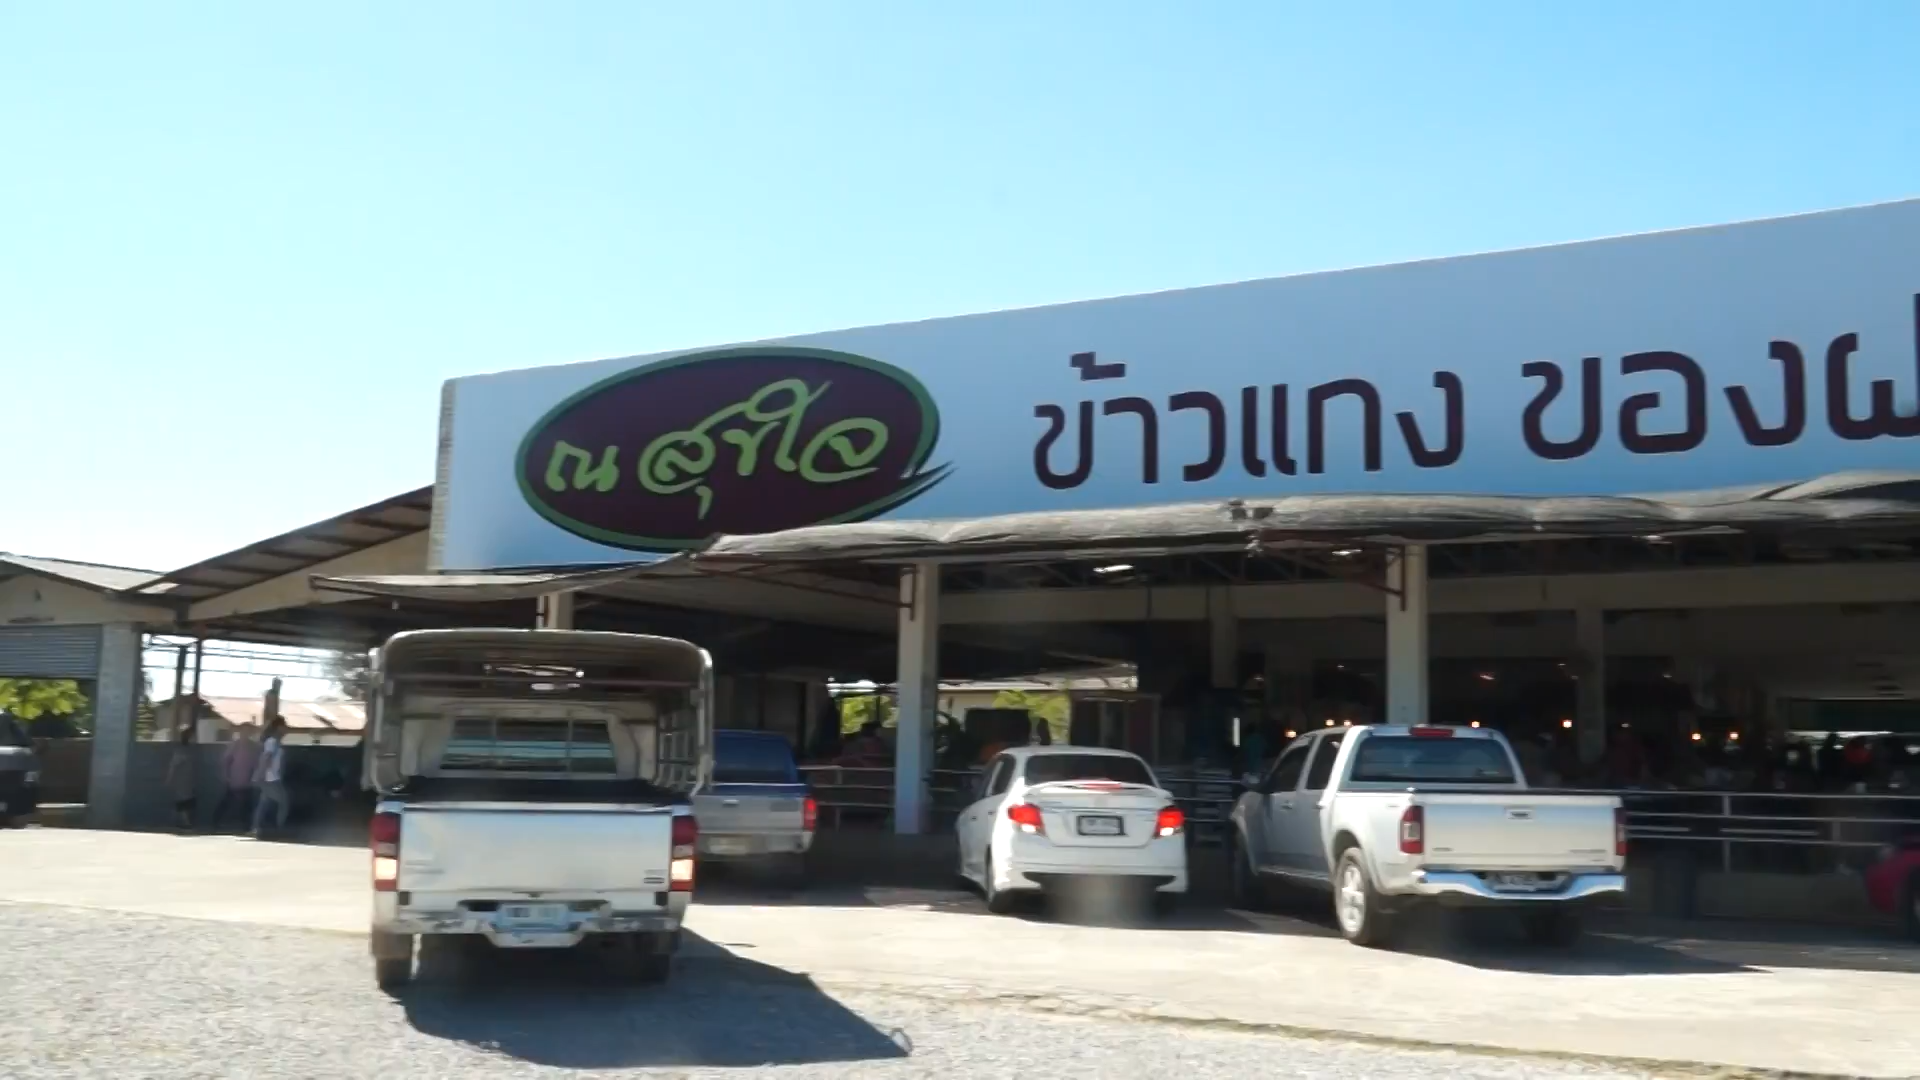 ณ สุขใจ
ข้าวแกง ของฝ